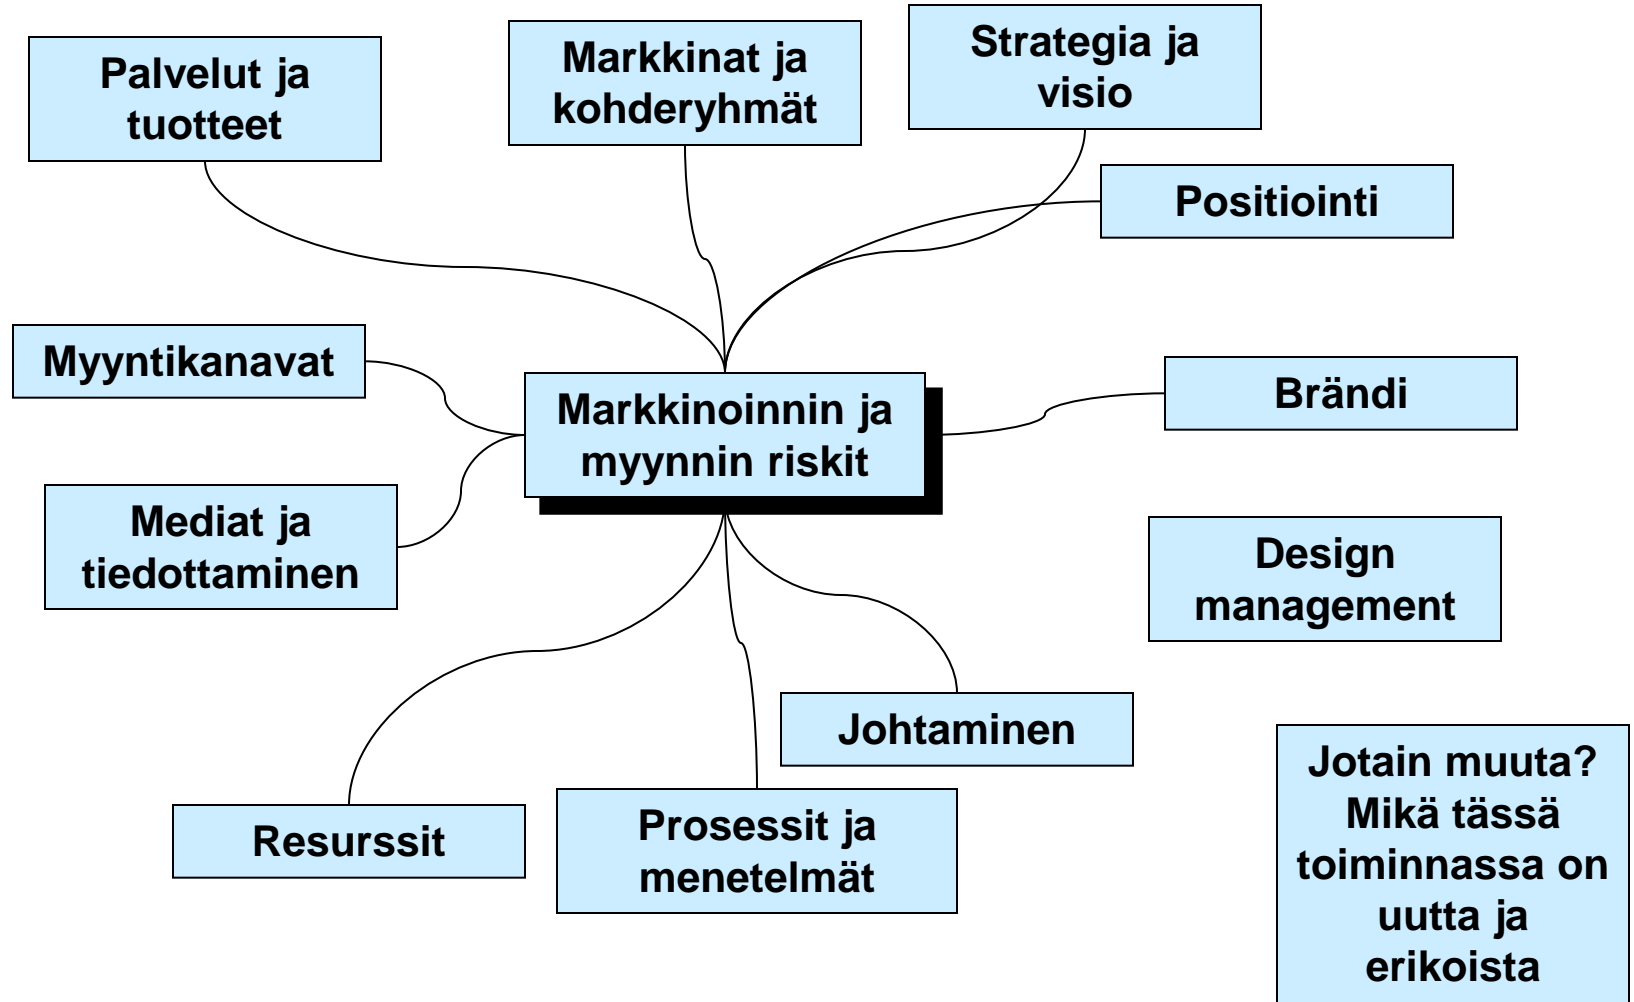 Palvelut ja
tuotteet
Markkinat ja
kohderyhmät
Strategia ja
visio
Positiointi
Myyntikanavat
Markkinoinnin ja
myynnin riskit
Brändi
Mediat ja
tiedottaminen
Design
management
Johtaminen
Resurssit
Prosessit ja
menetelmät
Jotain muuta?
Mikä tässä
toiminnassa on
uutta ja
erikoista